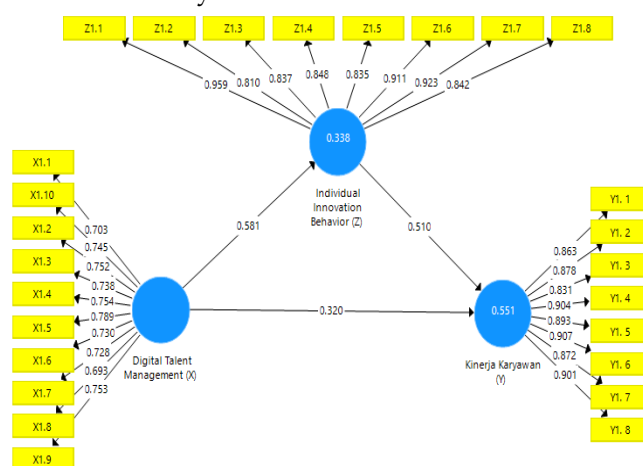 Z1.1 Z1.2 Z1.3 Z1.4 Z1.5 Z1.6 Z1.7 Z1.8
0.959 0.810 0.837 0.848 0.835 0.911 0.923 0.842
0.338
Individual
Innovation
Behavior (Z)
0.581
0.510
X1.1
X1.10
X1.2
X1.3
X1.4
X1.5
X1.6
X1.7
X1.8
X1.9
0.703
0.745
0.752
0.738
0.754
0.789
0.730
0.728
0.693
0.753
Digital Talent
Management (X)
0.320
0.551
Kinerja Karyawan
(Y)
0.863
0.878
0.831
0.904
0.893
0.907
0.872
0.901
Y1. 1
Y1. 2
Y1. 3
Y1. 4
Y1. 5
Y1. 6
Y1. 7
Y1. 8